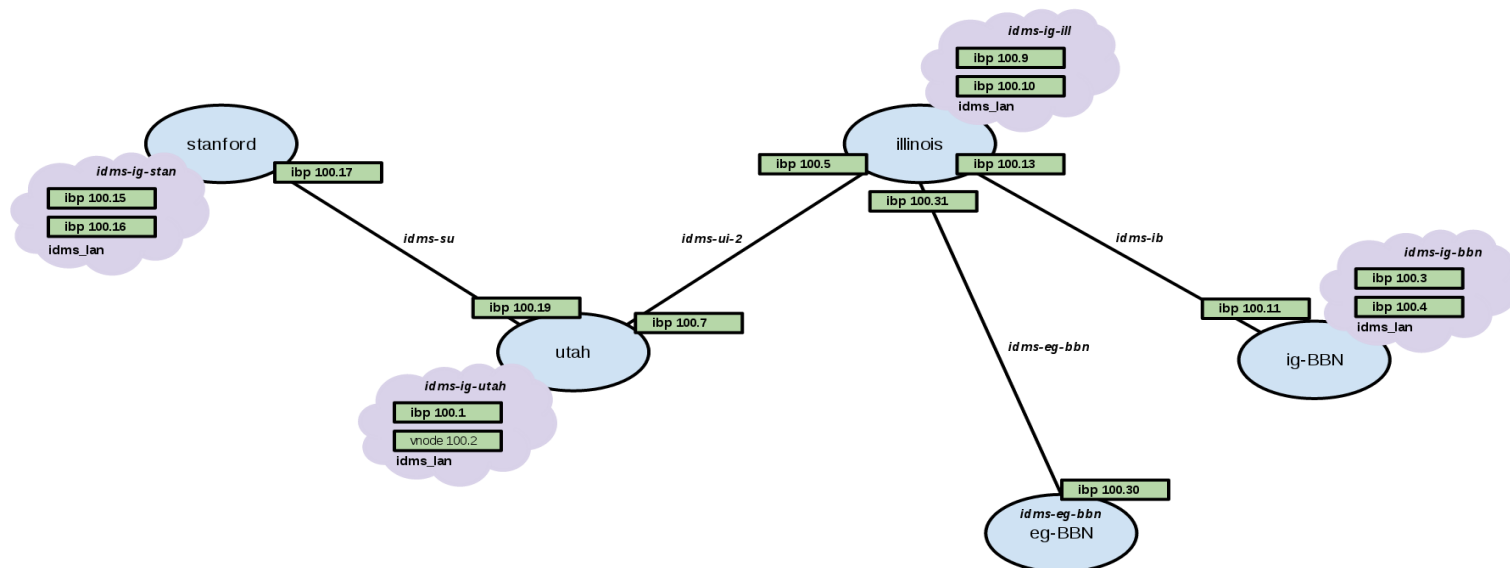 idms-ig-ill
ibp 100.9
ibp 100.10
idms_lan
stanford
illinois
ibp 100.5
ibp 100.13
ibp 100.17
idms-ig-stan
ibp 100.15
ibp 100.16
idms_lan
ibp 100.31
idms-su
idms-ui-2
idms-ib
idms-ig-bbn
ibp 100.3
ibp 100.4
idms_lan
ibp 100.19
ibp 100.7
ibp 100.11
utah
idms-eg-bbn
ig-BBN
idms-ig-utah
ibp 100.1
vnode 100.2
idms_lan
ibp 100.30
idms-eg-bbn
eg-BBN